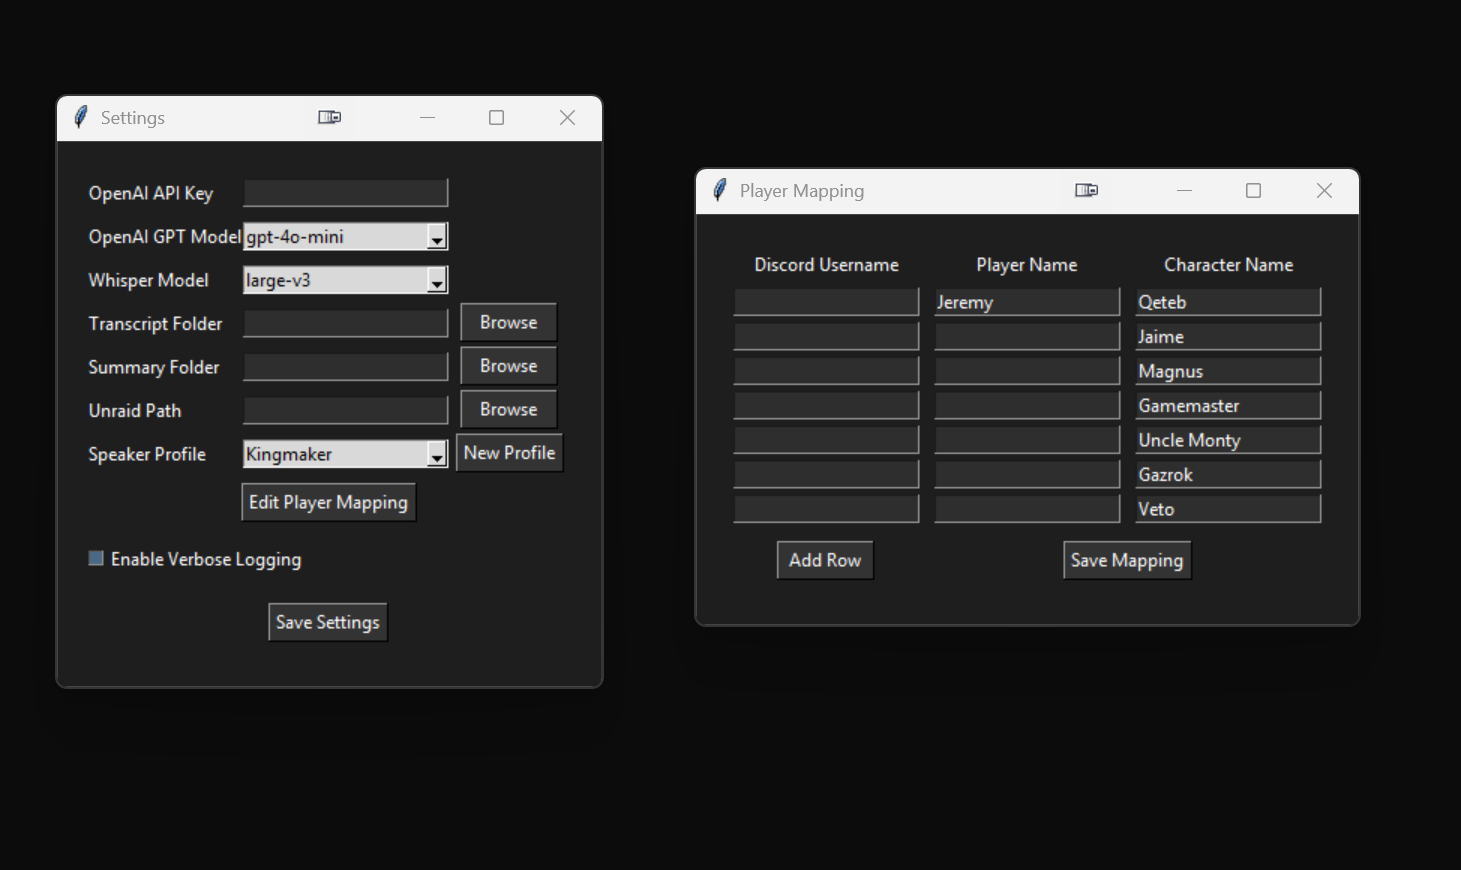 Settings
OpenAI API Key
OpenAI GPT Model gpt-4o-mini
Whisper Model large-v3
Transcript Folder Browse
Summary Folder Browse
Unraid Path Browse
Speaker Profile Kingmaker New Profile
Edit Player Mapping
Enable Verbose Logging
Save Settings
Player Mapping
Discord Username Player Name Character Name
Jeremy Qeteb
Jaime
Magnus
Gamemaster
Uncle Monty
Gazrok
Veto
Add Row Save Mapping